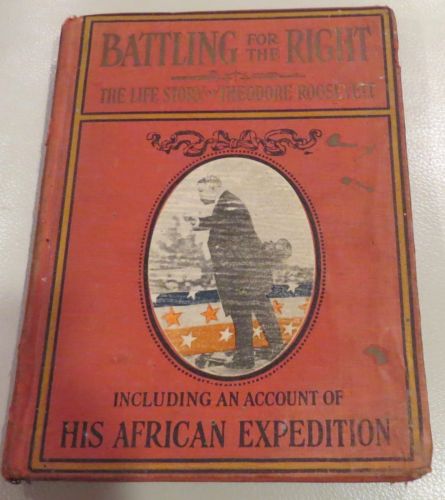 BATTLING FOR THE RIGHT
THE LIFE STORY OF THEODORE ROOSEVELT
INCLUDING AN ACCOUNT OF
HIS AFRICAN EXPEDITION